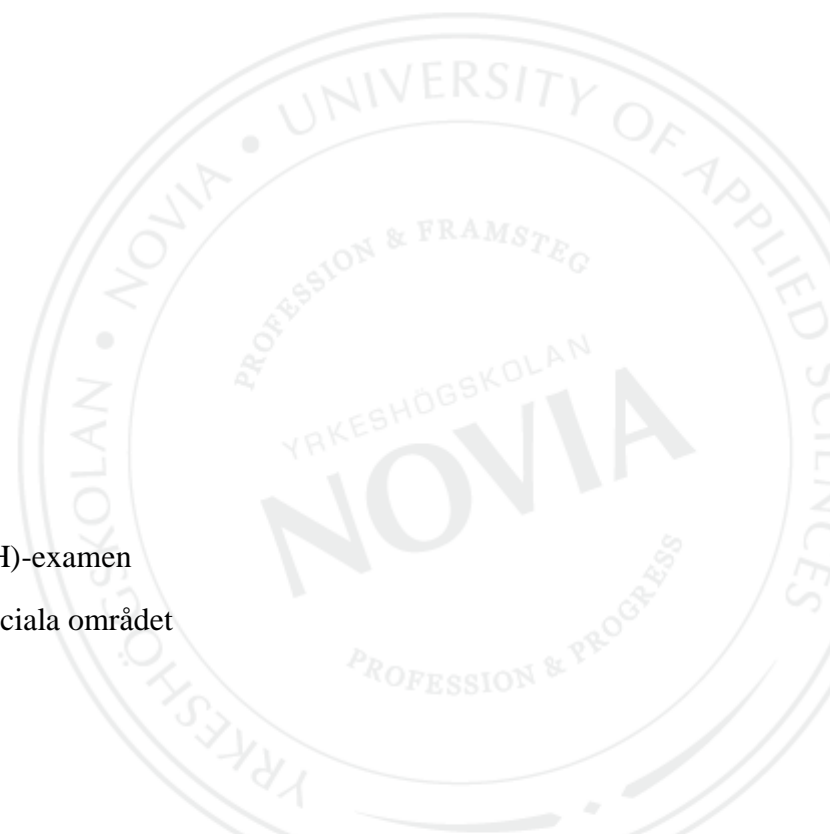 YRKESHÖGSKOLAN • NOVIA • UNIVERSITY OF APPLIED SCIENCES
PROFESSION & FRAMSTEG
YRKESHÖGSKOLAN
NOVIA
H)-examen
ciala området
PROFESSION & PROGRESS